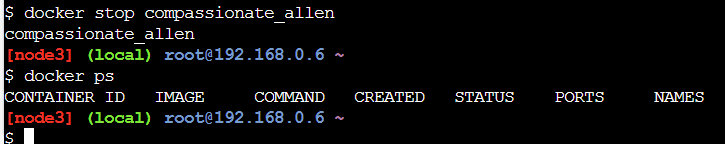 $ docker stop compassionate_allen
compassionate_allen
[node3] (local) root@192.168.0.6 ~
$ docker ps
CONTAINER ID   IMAGE     COMMAND   CREATED   STATUS    PORTS     NAMES
[node3] (local) root@192.168.0.6 ~
$